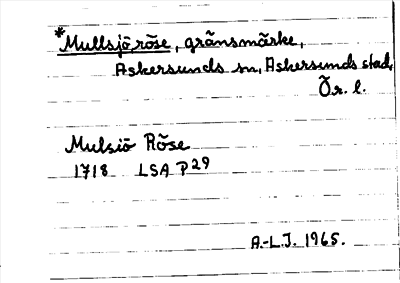 *Mullsjö,röse, gränsmärke,
Askersunds sn, Askersunds stad,
Ör. l.
Mulsiö Röse
1718 LSA P29
A.-L.J. 1965.